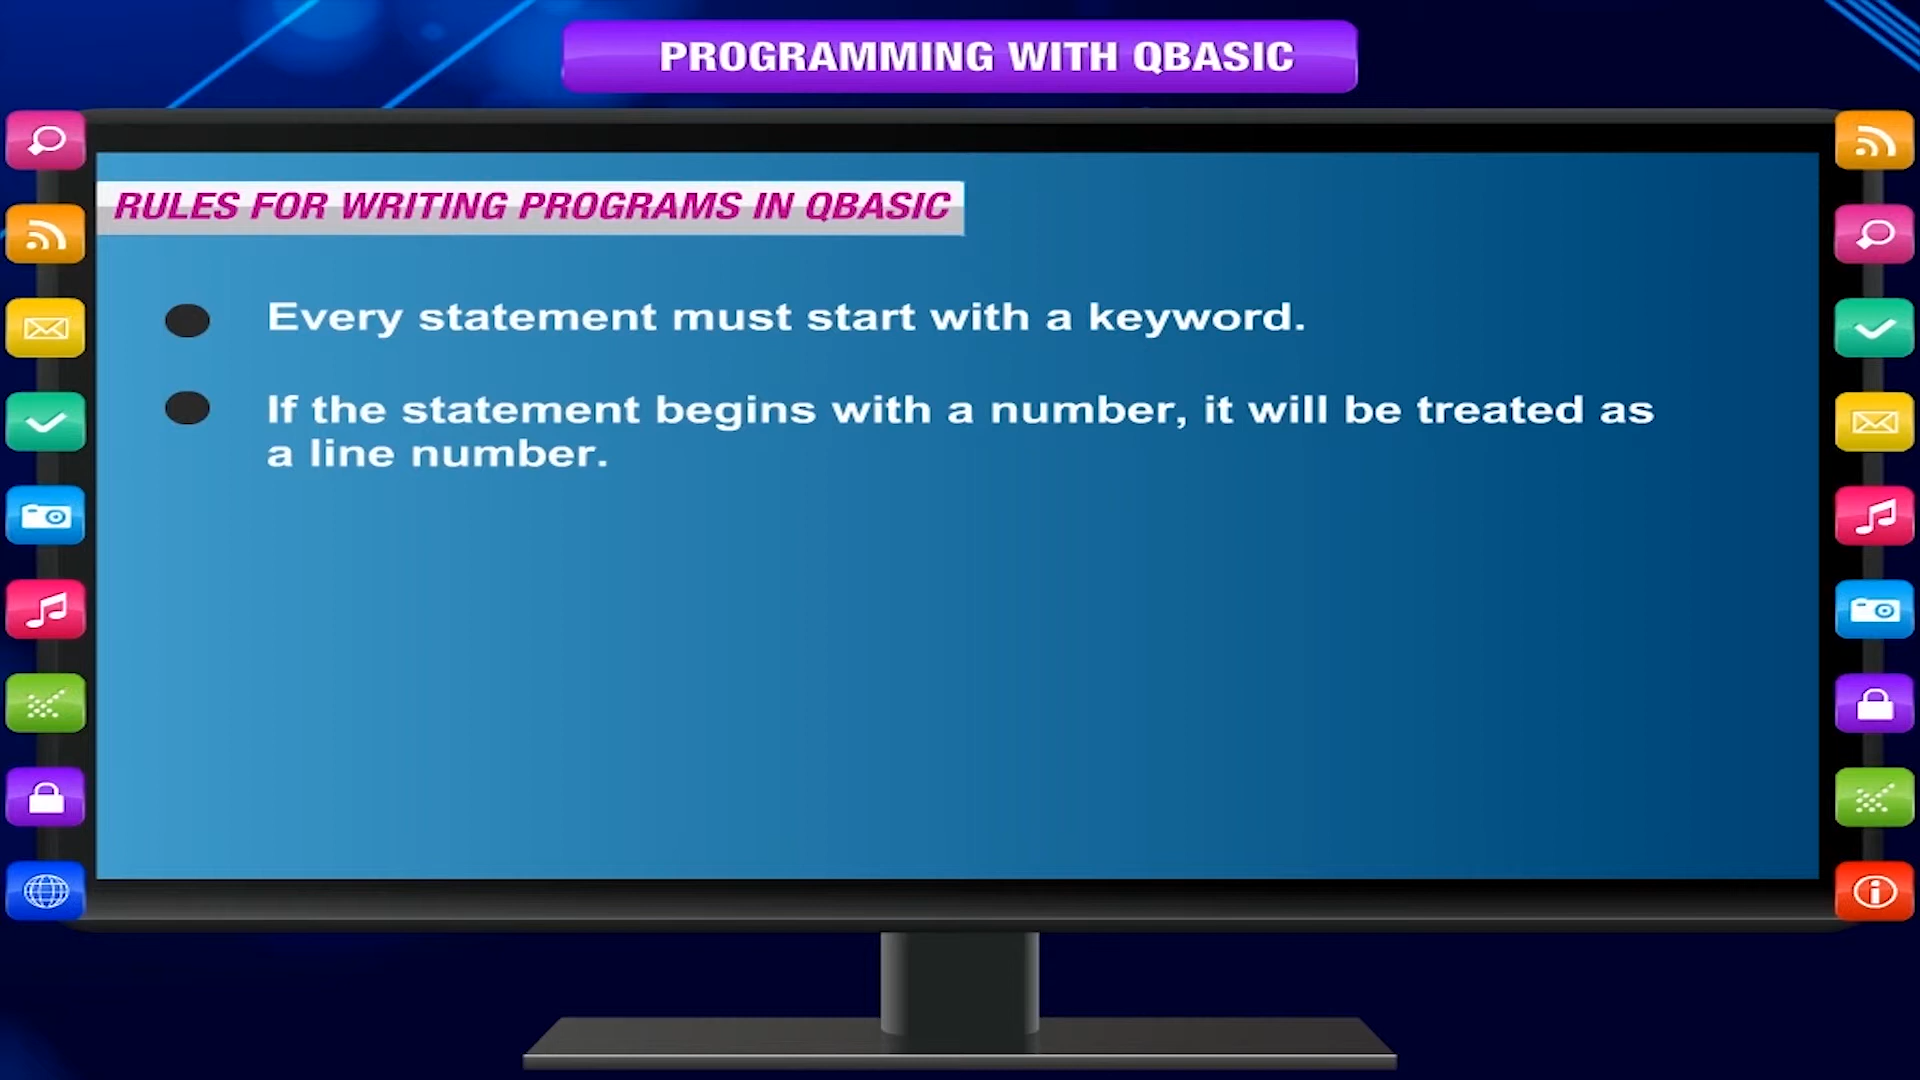 PROGRAMMING WITH QBASIC
RULES FOR WRITING PROGRAMS IN QBASIC
Every statement must start with a keyword.
If the statement begins with a number, it will be treated as
a line number.